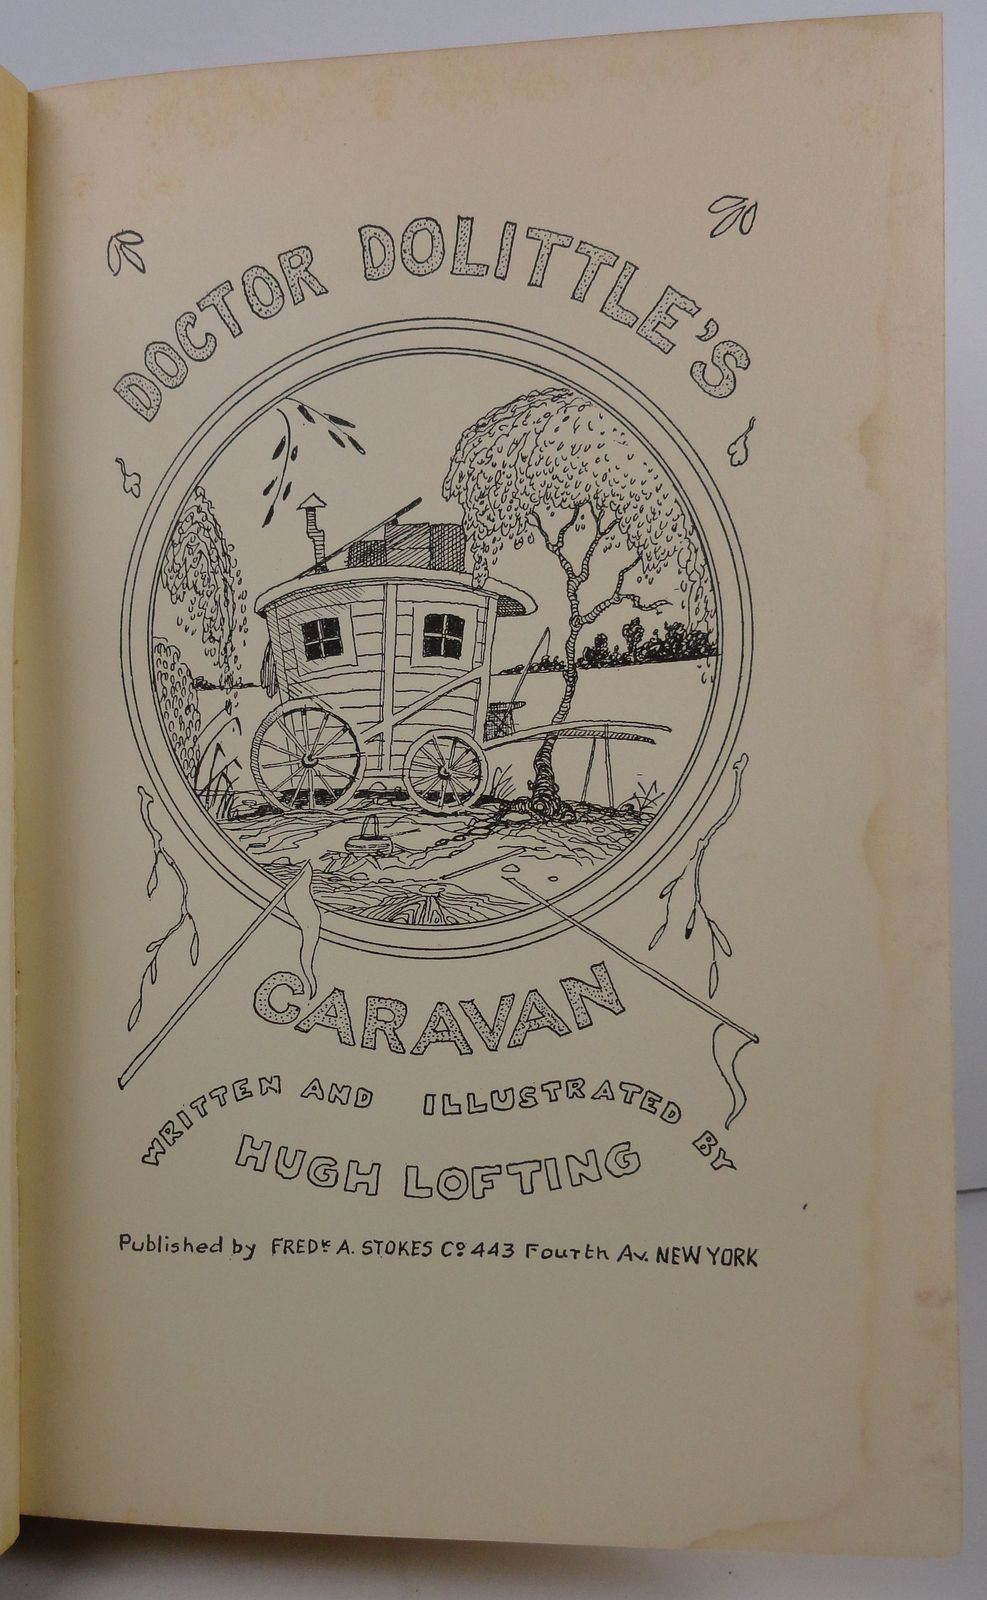 DOCTOR DOLITTLE'S
CARAVAN
WRITTEN AND ILLUSTRATED BY
HUGH LOFTING
Published by FREDK A. STOKES Co 443 Fourth Av. NEW YORK